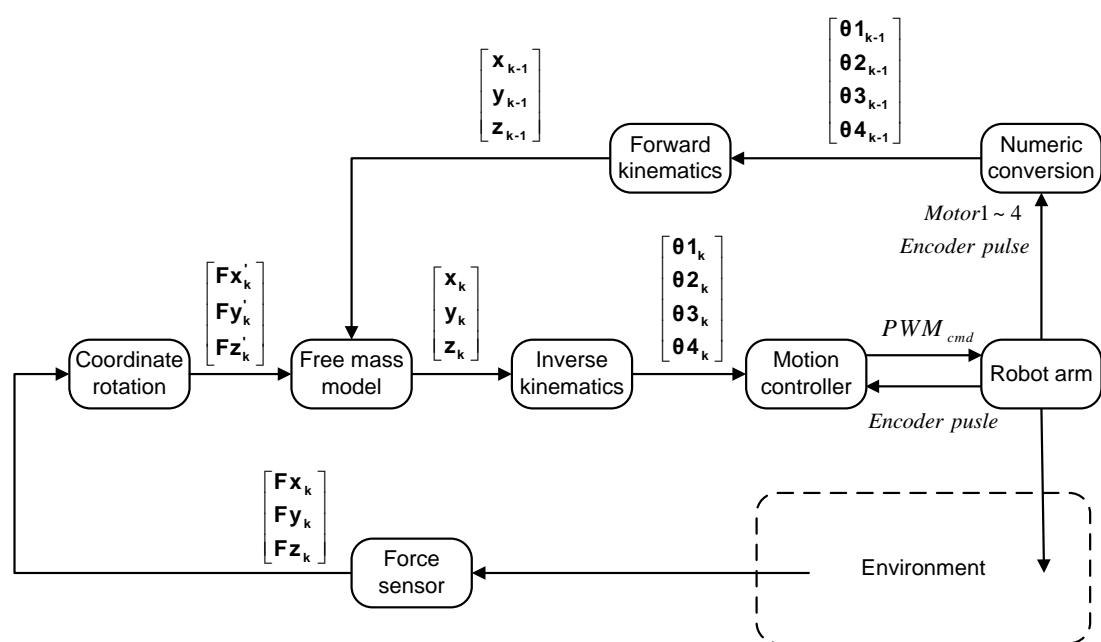 θ1k-1
θ2k-1
θ3k-1
θ4k-1
xk-1
yk-1
zk-1
Forward
kinematics
Numeric
conversion
Motor1 ~ 4
Encoder pulse
Fx'k
Fy'k
Fz'k
xk
yk
zk
θ1k
θ2k
θ3k
θ4k
PWMcmd
Coordinate
rotation
Free mass
model
Inverse
kinematics
Motion
controller
Robot arm
Encoder pusle
Fxk
Fyk
Fzk
Force
sensor
Environment